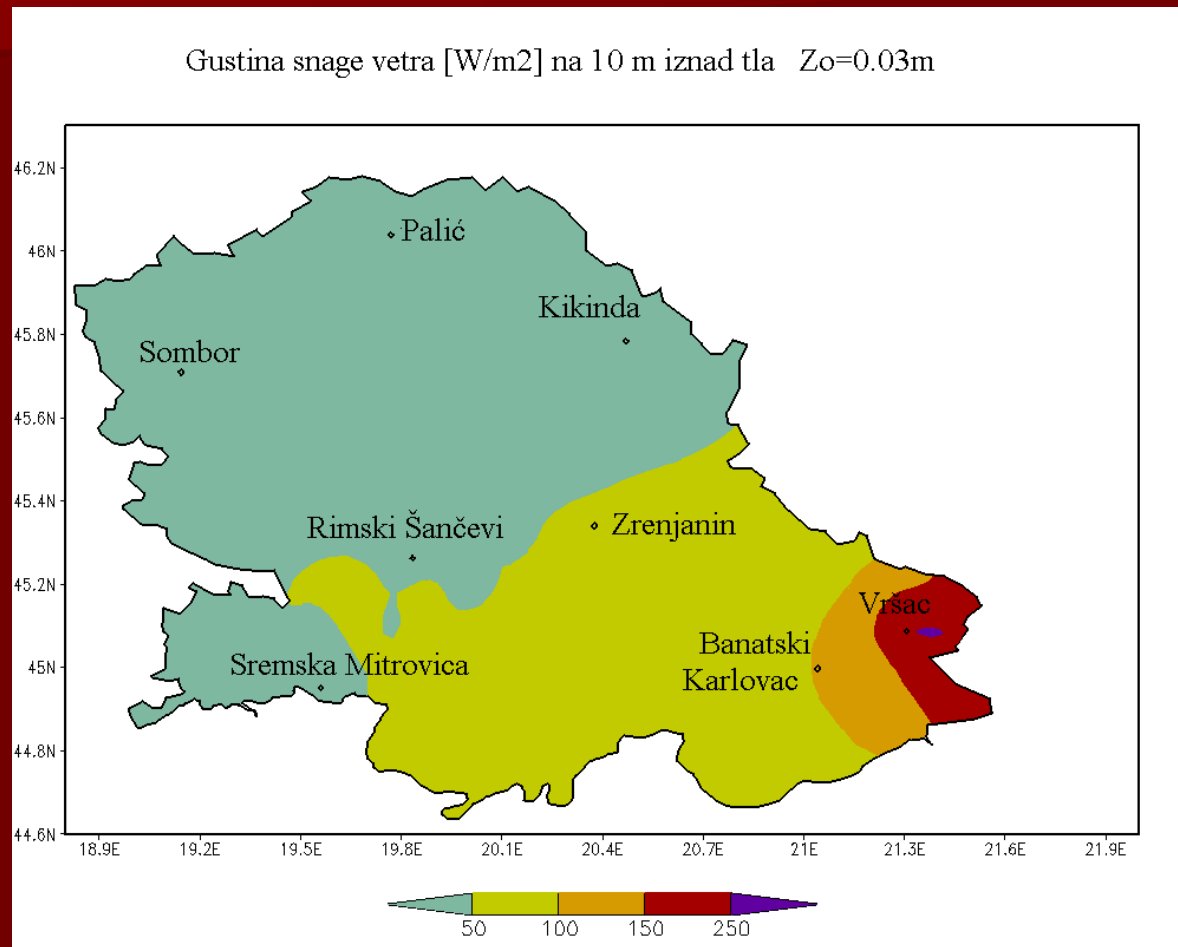 Gustina snage vetra [W/m2] na 10 m iznad tla Zo=0.03m
46.2N
46N
45.8N
45.6N
45.4N
45.2N
45N
44.8N
44.6N
Palić
Kikinda
Sombor
Rimski Šančevi
Zrenjanin
Vršac
Banatski
Karlovac
Sremska Mitrovica
18.9E 19.2E 19.5E 19.8E 20.1E 20.4E 20.7E 21E 21.3E 21.6E 21.9E
50 100 150 250